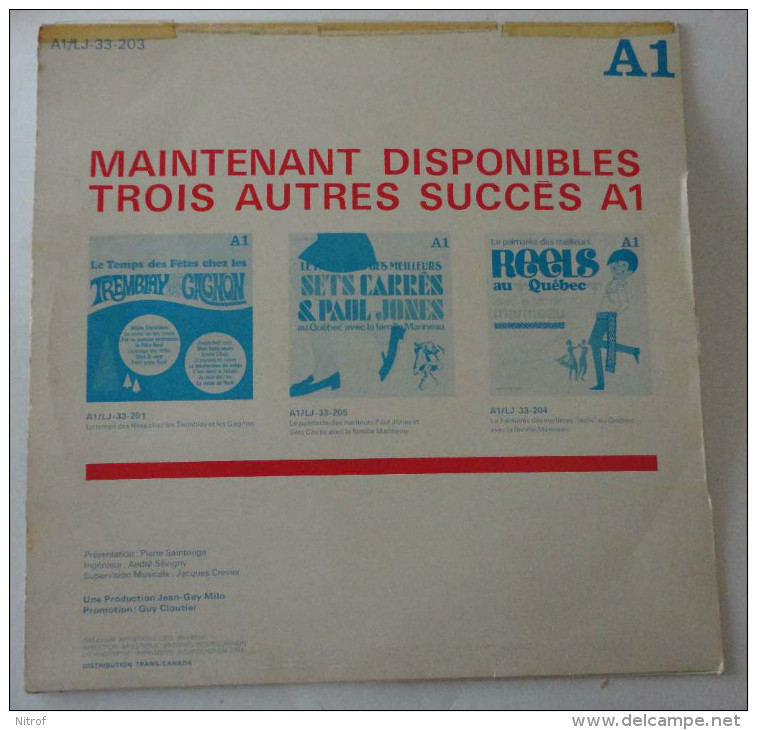 A1/LJ-33-203
A1
MAINTENANT DISPONIBLES
TROIS AUTRES SUCCĒS A1
A1
Le Temps des Fêtes chez les
TREMBLAY GAGNON
A1
LE DES MEILLEURS
SETS CARRÉS
& PAUL JONES
au Québec avec la famille Marineau
Le palmarès des meilleurs A1
REELS
au Québec
A1/LJ-33-201
Le temps des fêtes chez les Tremblay et les Gagnon
A1/LJ-33-205
Le palmarès des meilleurs Paul Jones et
Sets Carrés avec la famille Marineau
A1/LJ-33-204
Le Palmarès des meilleurs "reels" au Québec
avec la famille Marineau
Présentation : Pierre Saintonge
Ingénieur : André Sévigny
Supervision Musicale : Jacques Crevier
Une Production Jean-Guy Milo
Promotion : Guy Cloutier
DISTRIBUTION TRANS-CANADA
Nitrof
www.delcampe.net